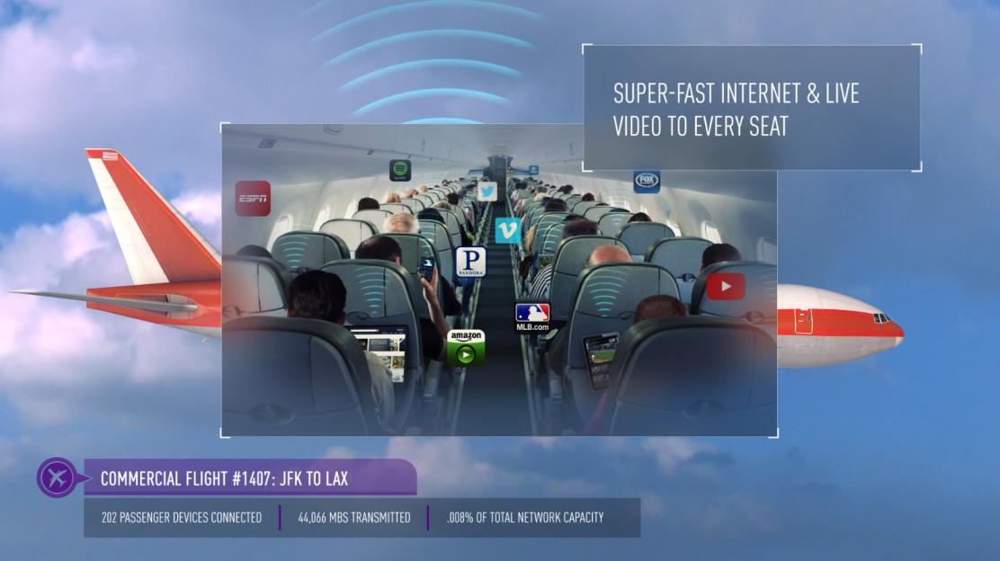 SUPER-FAST INTERNET & LIVE
VIDEO TO EVERY SEAT
ESPN
FOX
P
PANDORA
MLB.com
amazon
COMMERCIAL FLIGHT #1407: JFK TO LAX
202 PASSENGER DEVICES CONNECTED
44,066 MBS TRANSMITTED
.008% OF TOTAL NETWORK CAPACITY